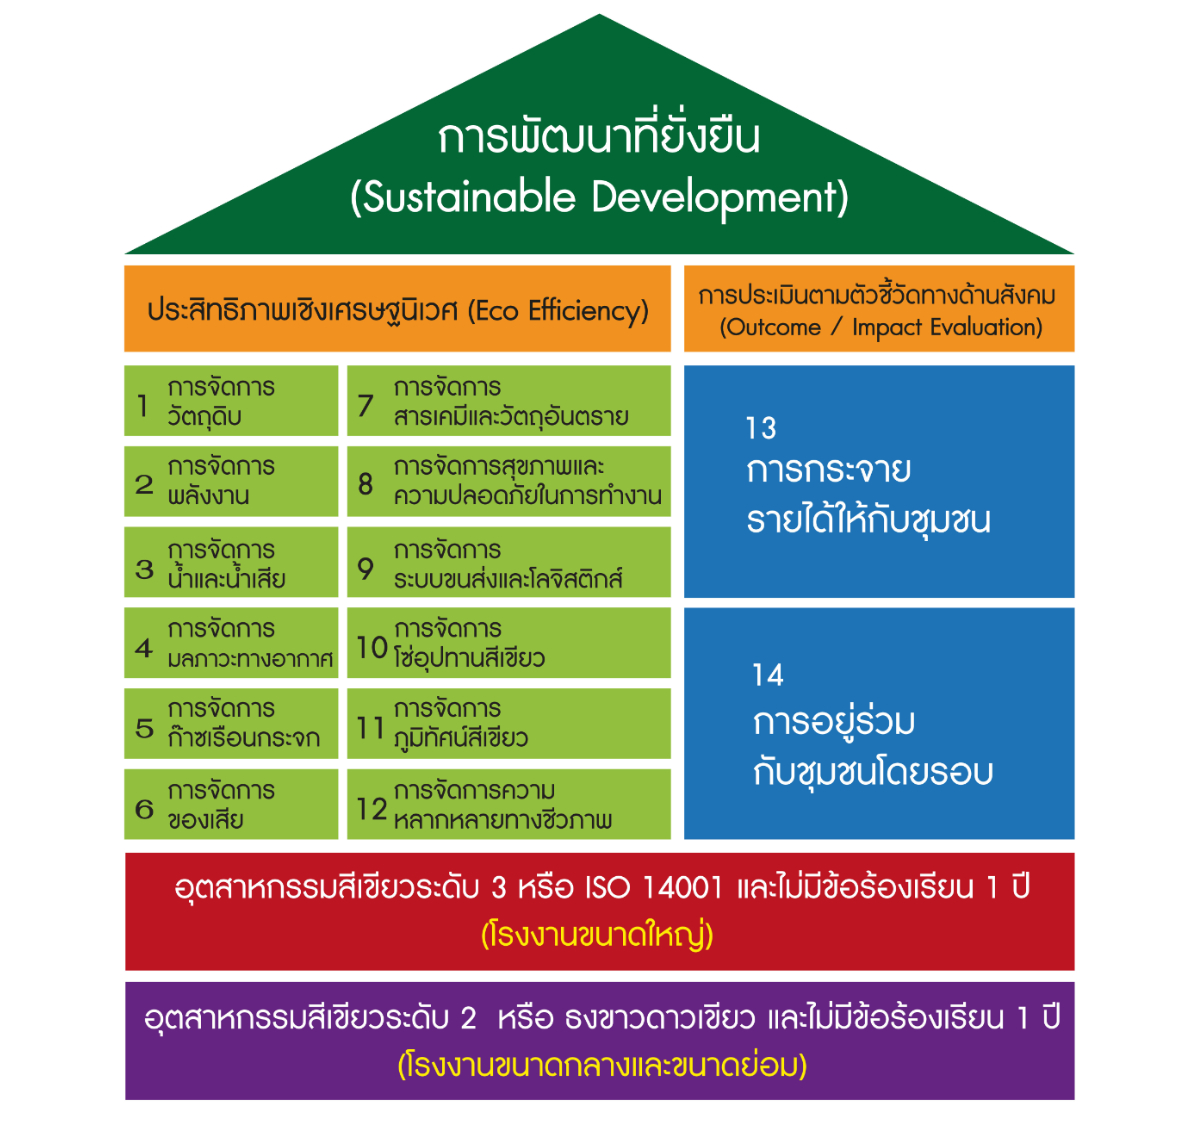 การพัฒนาที่ยั่งยืน
(Sustainable Development)
ประสิทธิภาพเชิงเศรษฐนิเวศ (Eco Efficiency)
การประเมินตามตัวชี้วัดทางด้านสังคม
(Outcome / Impact Evaluation)
1 การจัดการ
วัตถุดิบ
2 การจัดการ
พลังงาน
3 การจัดการ
น้ำและน้ำเสีย
4 การจัดการ
มลภาวะทางอากาศ
5 การจัดการ
ก๊าซเรือนกระจก
6 การจัดการ
ของเสีย
7 การจัดการ
สารเคมีและวัตถุอันตราย
8 การจัดการสุขภาพและ
ความปลอดภัยในการทำงาน
9 การจัดการ
ระบบขนส่งและโลจิสติกส์
10 การจัดการ
โซ่อุปทานสีเขียว
11 การจัดการ
ภูมิทัศน์สีเขียว
12 การจัดการความ
หลากหลายทางชีวภาพ
13
การกระจาย
รายได้ให้กับชุมชน
14
การอยู่ร่วม
กับชุมชนโดยรอบ
อุตสาหกรรมสีเขียวระดับ 3 หรือ ISO 14001 และไม่มีข้อร้องเรียน 1 ปี
(โรงงานขนาดใหญ่)
อุตสาหกรรมสีเขียวระดับ 2 หรือ ธงขาวดาวเขียว และไม่มีข้อร้องเรียน 1 ปี
(โรงงานขนาดกลางและขนาดย่อม)